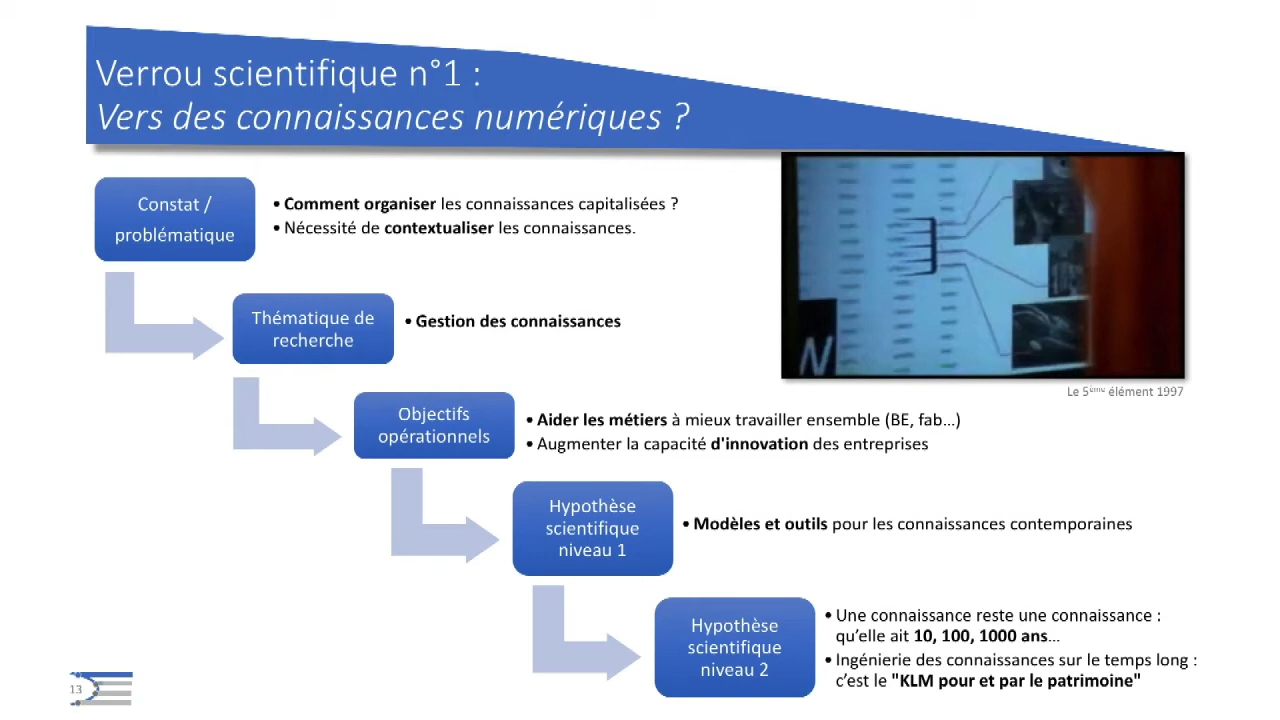 Verrou scientifique n°1 :
Vers des connaissances numériques ?
Constat /
problématique
• Comment organiser les connaissances capitalisées ?
• Nécessité de contextualiser les connaissances.
N
Le 5ième élément 1997
Thématique de
recherche
• Gestion des connaissances
Objectifs
opérationnels
• Aider les métiers à mieux travailler ensemble (BE, fab…)
• Augmenter la capacité d'innovation des entreprises
Hypothèse
scientifique
niveau 1
• Modèles et outils pour les connaissances contemporaines
Hypothèse
scientifique
niveau 2
• Une connaissance reste une connaissance :
qu’elle ait 10, 100, 1000 ans…
• Ingénierie des connaissances sur le temps long :
c’est le "KLM pour et par le patrimoine"
13